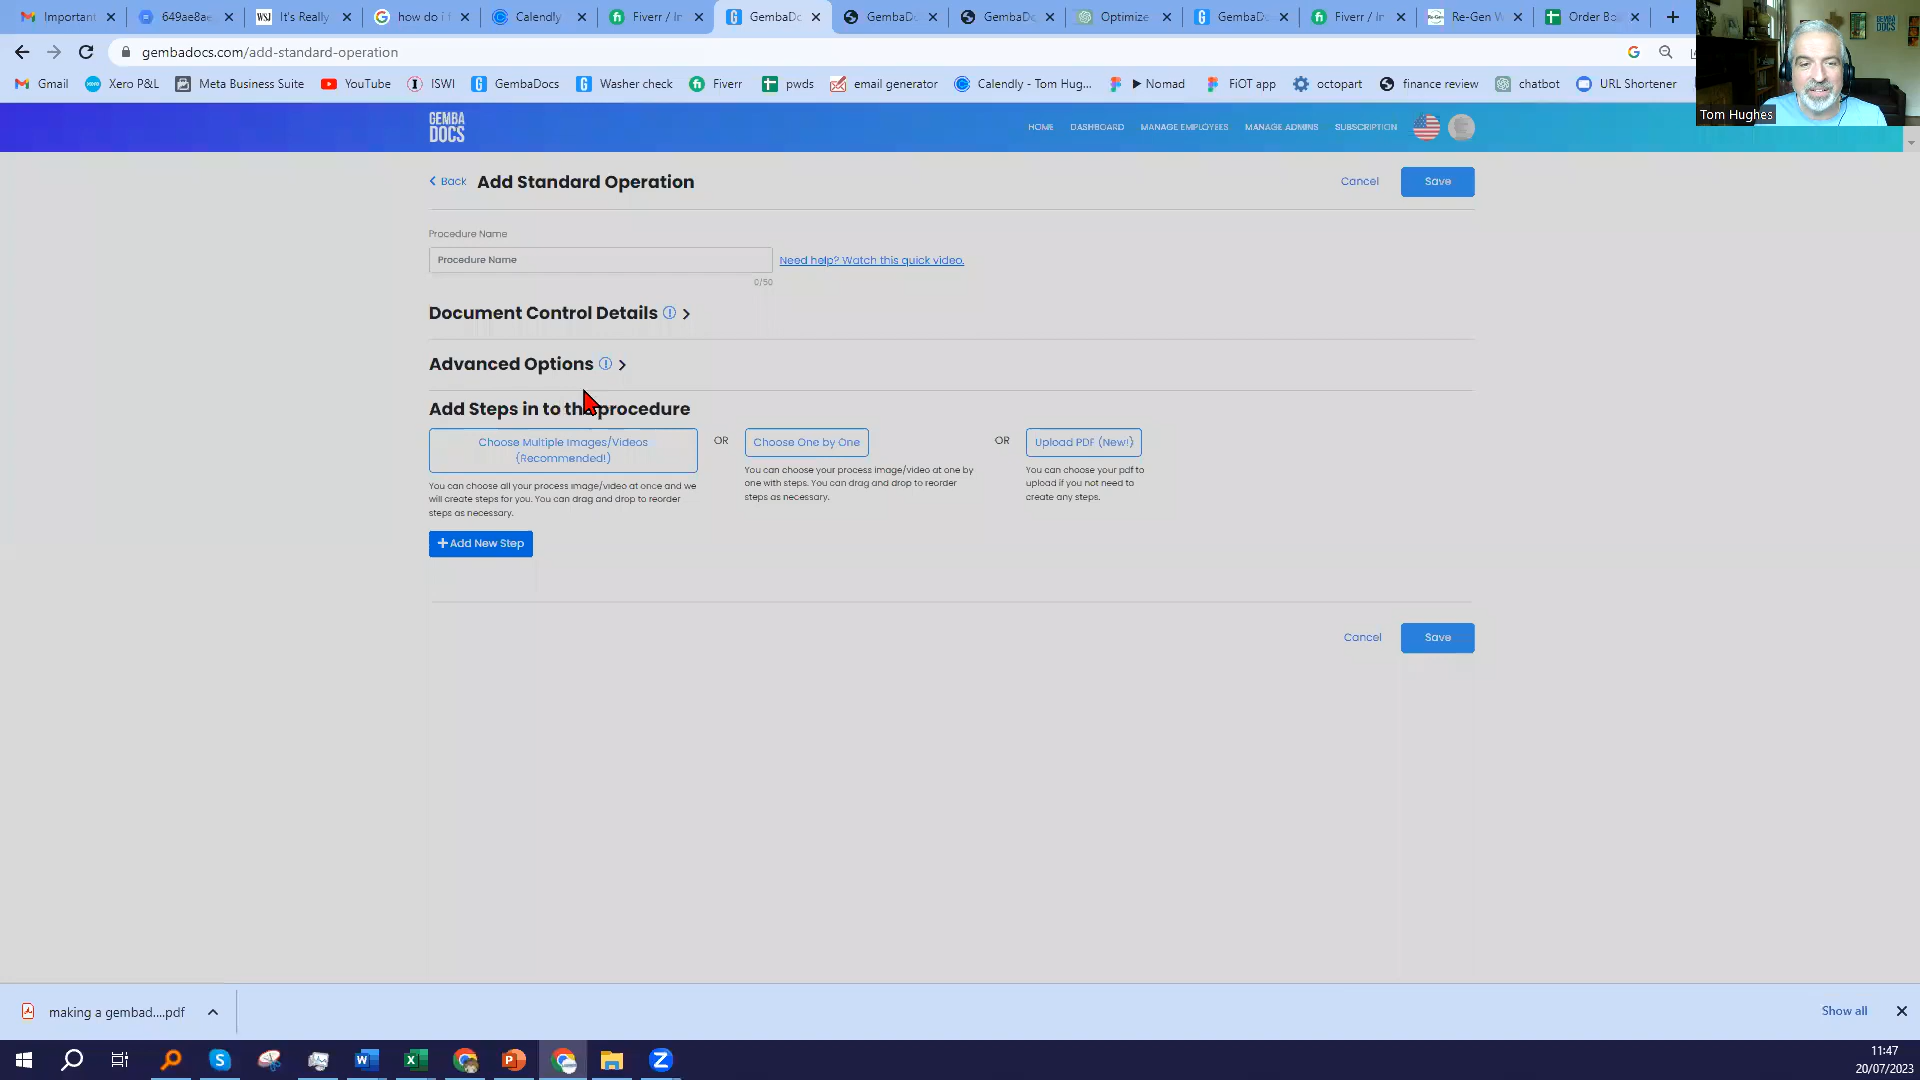 Important
649ae8ae
WSJ
It's Really
how do i f
Calendly
Fiverr / In
GembaDo
GembaDo
GembaDo
Optimize
GembaDo
Fiverr / In
Re-Gen W
Order Bo
gembadocs.com/add-standard-operation
Gmail
Xero P&L
Meta Business Suite
YouTube
ISWI
GembaDocs
Washer check
Fiverr
pwds
email generator
Calendly - Tom Hug...
Nomad
FiOT app
octopart
finance review
chatbot
URL Shortener
Tom Hughes
GEMBA
DOCS
HOME
DASHBOARD
MANAGE EMPLOYEES
MANAGE ADMINS
SUBSCRIPTION
Back
Add Standard Operation
Cancel
Save
Procedure Name
Procedure Name
Need help? Watch this quick video.
0/50
Document Control Details
Advanced Options
Add Steps in to the procedure
Choose Multiple Images/Videos
(Recommended!)
OR
Choose One by One
OR
Upload PDF (New!)
You can choose all your process image/video at once and we
will create steps for you. You can drag and drop to reorder
steps as necessary.
You can choose your process image/video at one by
one with steps. You can drag and drop to reorder
steps as necessary.
You can choose your pdf to
upload if you not need to
create any steps.
+ Add New Step
Cancel
Save
making a gembad....pdf
Show all
11:47
20/07/2023